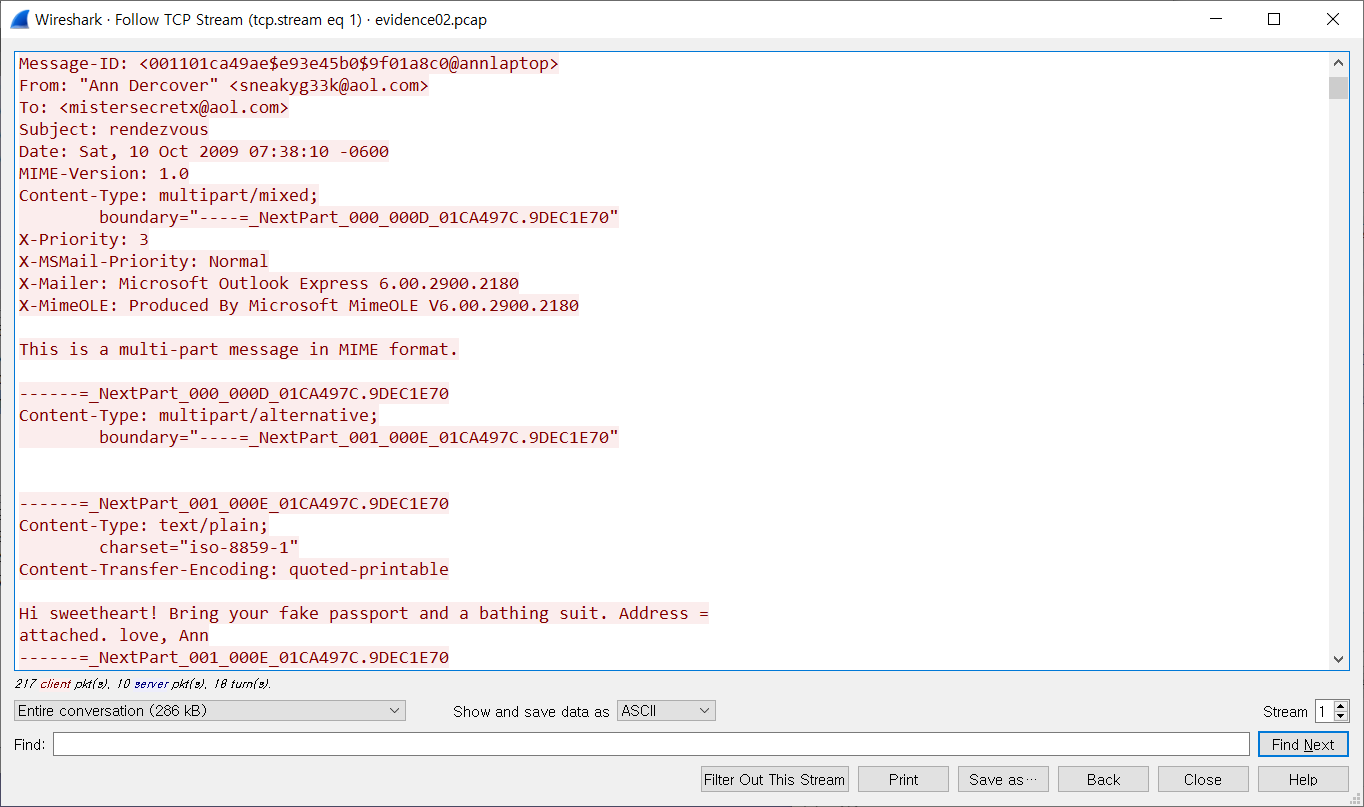 Wireshark · Follow TCP Stream (tcp.stream eq 1) · evidence02.pcap
Message-ID: <001101ca49ae$e93e45b0$9f01a8c0@annlaptop>
From: "Ann Dercover" <sneakyg33k@aol.com>
To: <mistersecretx@aol.com>
Subject: rendezvous
Date: Sat, 10 Oct 2009 07:38:10 -0600
MIME-Version: 1.0
Content-Type: multipart/mixed;
        boundary="----=_NextPart_000_000D_01CA497C.9DEC1E70"
X-Priority: 3
X-MSMail-Priority: Normal
X-Mailer: Microsoft Outlook Express 6.00.2900.2180
X-MimeOLE: Produced By Microsoft MimeOLE V6.00.2900.2180
This is a multi-part message in MIME format.
------=_NextPart_000_000D_01CA497C.9DEC1E70
Content-Type: multipart/alternative;
        boundary="----=_NextPart_001_000E_01CA497C.9DEC1E70"
------=_NextPart_001_000E_01CA497C.9DEC1E70
Content-Type: text/plain;
        charset="iso-8859-1"
Content-Transfer-Encoding: quoted-printable
Hi sweetheart! Bring your fake passport and a bathing suit. Address =
attached. love, Ann
------=_NextPart_001_000E_01CA497C.9DEC1E70
217 client pkt(s), 10 server pkt(s), 18 turn(s).
Entire conversation (286 kB) Show and save data as ASCII Stream 1
Find: Find Next
Filter Out This Stream Print Save as… Back Close Help